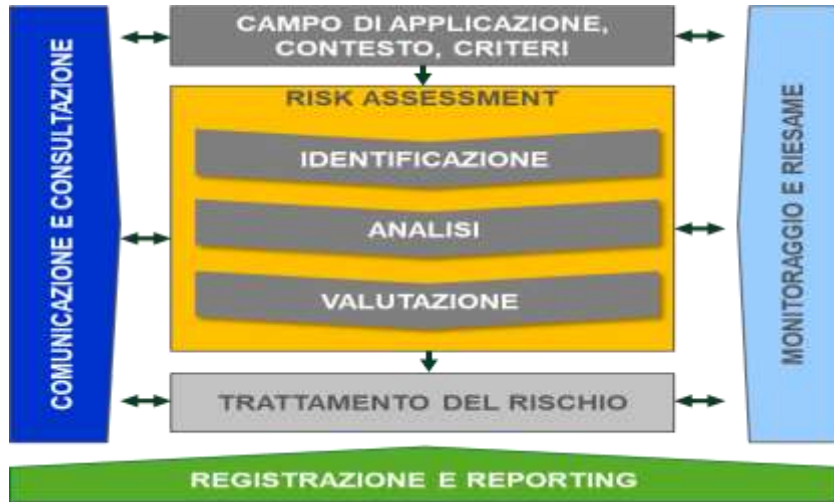 CAMPO DI APPLICAZIONE,
CONTESTO, CRITERI
COMUNICAZIONE E CONSULTAZIONE
RISK ASSESSMENT
IDENTIFICAZIONE
ANALISI
VALUTAZIONE
MONITORAGGIO E RIESAME
TRATTAMENTO DEL RISCHIO
REGISTRAZIONE E REPORTING